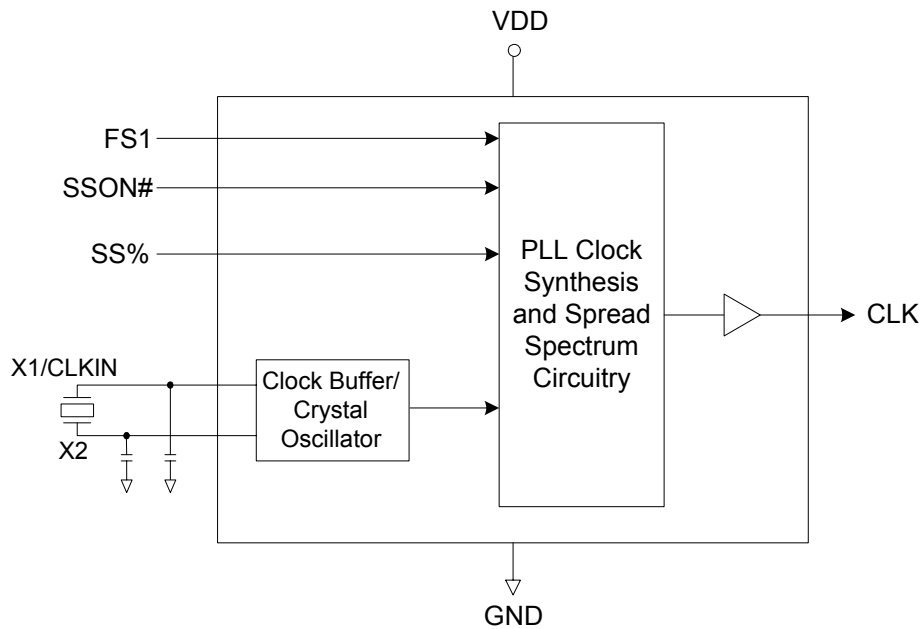 VDD
FS1
SSON#
SS%
PLL Clock
Synthesis
and Spread
Spectrum
Circuitry
CLK
X1/CLKIN
X2
Clock Buffer/
Crystal
Oscillator
GND